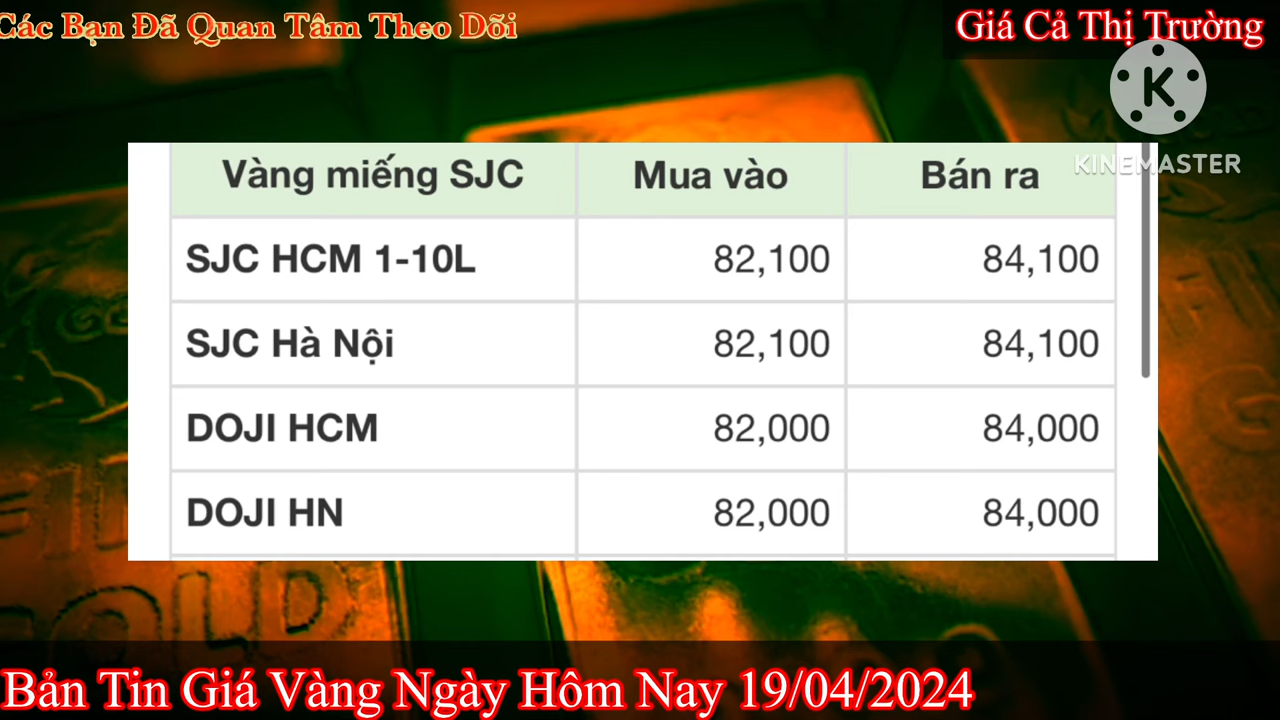 Các Bạn Đã Quan Tâm Theo Dõi
Giá Cả Thị Trường
K
KINEMASTER
Vàng miếng SJC Mua vào Bán ra
SJC HCM 1-10L 82,100 84,100
SJC Hà Nội 82,100 84,100
DOJI HCM 82,000 84,000
DOJI HN 82,000 84,000
GOLD
Bản Tin Giá Vàng Ngày Hôm Nay 19/04/2024